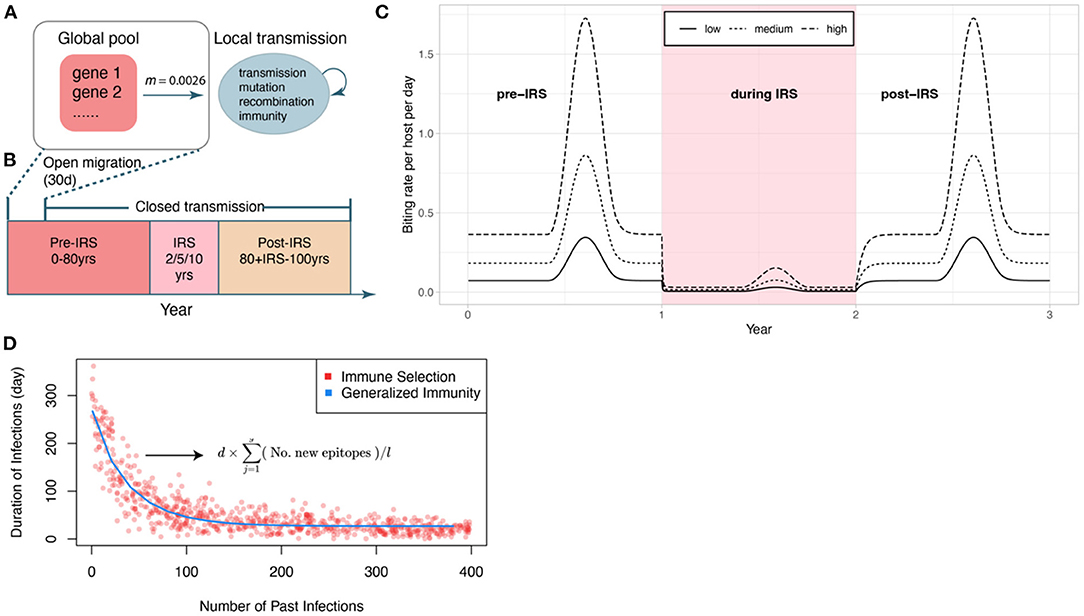 A
Global pool
gene 1
gene 2
......
m = 0.0026
Local transmission
transmission
mutation
recombination
immunity
B
Open migration
(30d)
Closed transmission
Pre-IRS
0-80yrs
IRS
2/5/10
yrs
Post-IRS
80+IRS-100yrs
Year
C
low medium high
pre-IRS during IRS post-IRS
Biting rate per host per day
1.5
1.0
0.5
0.0
0 1 2 3
Year
D
Immune Selection
Generalized Immunity
d × ∑ ( No. new epitopes )/l
j=1
Duration of Infections (day)
300
200
100
0
0 100 200 300 400
Number of Past Infections